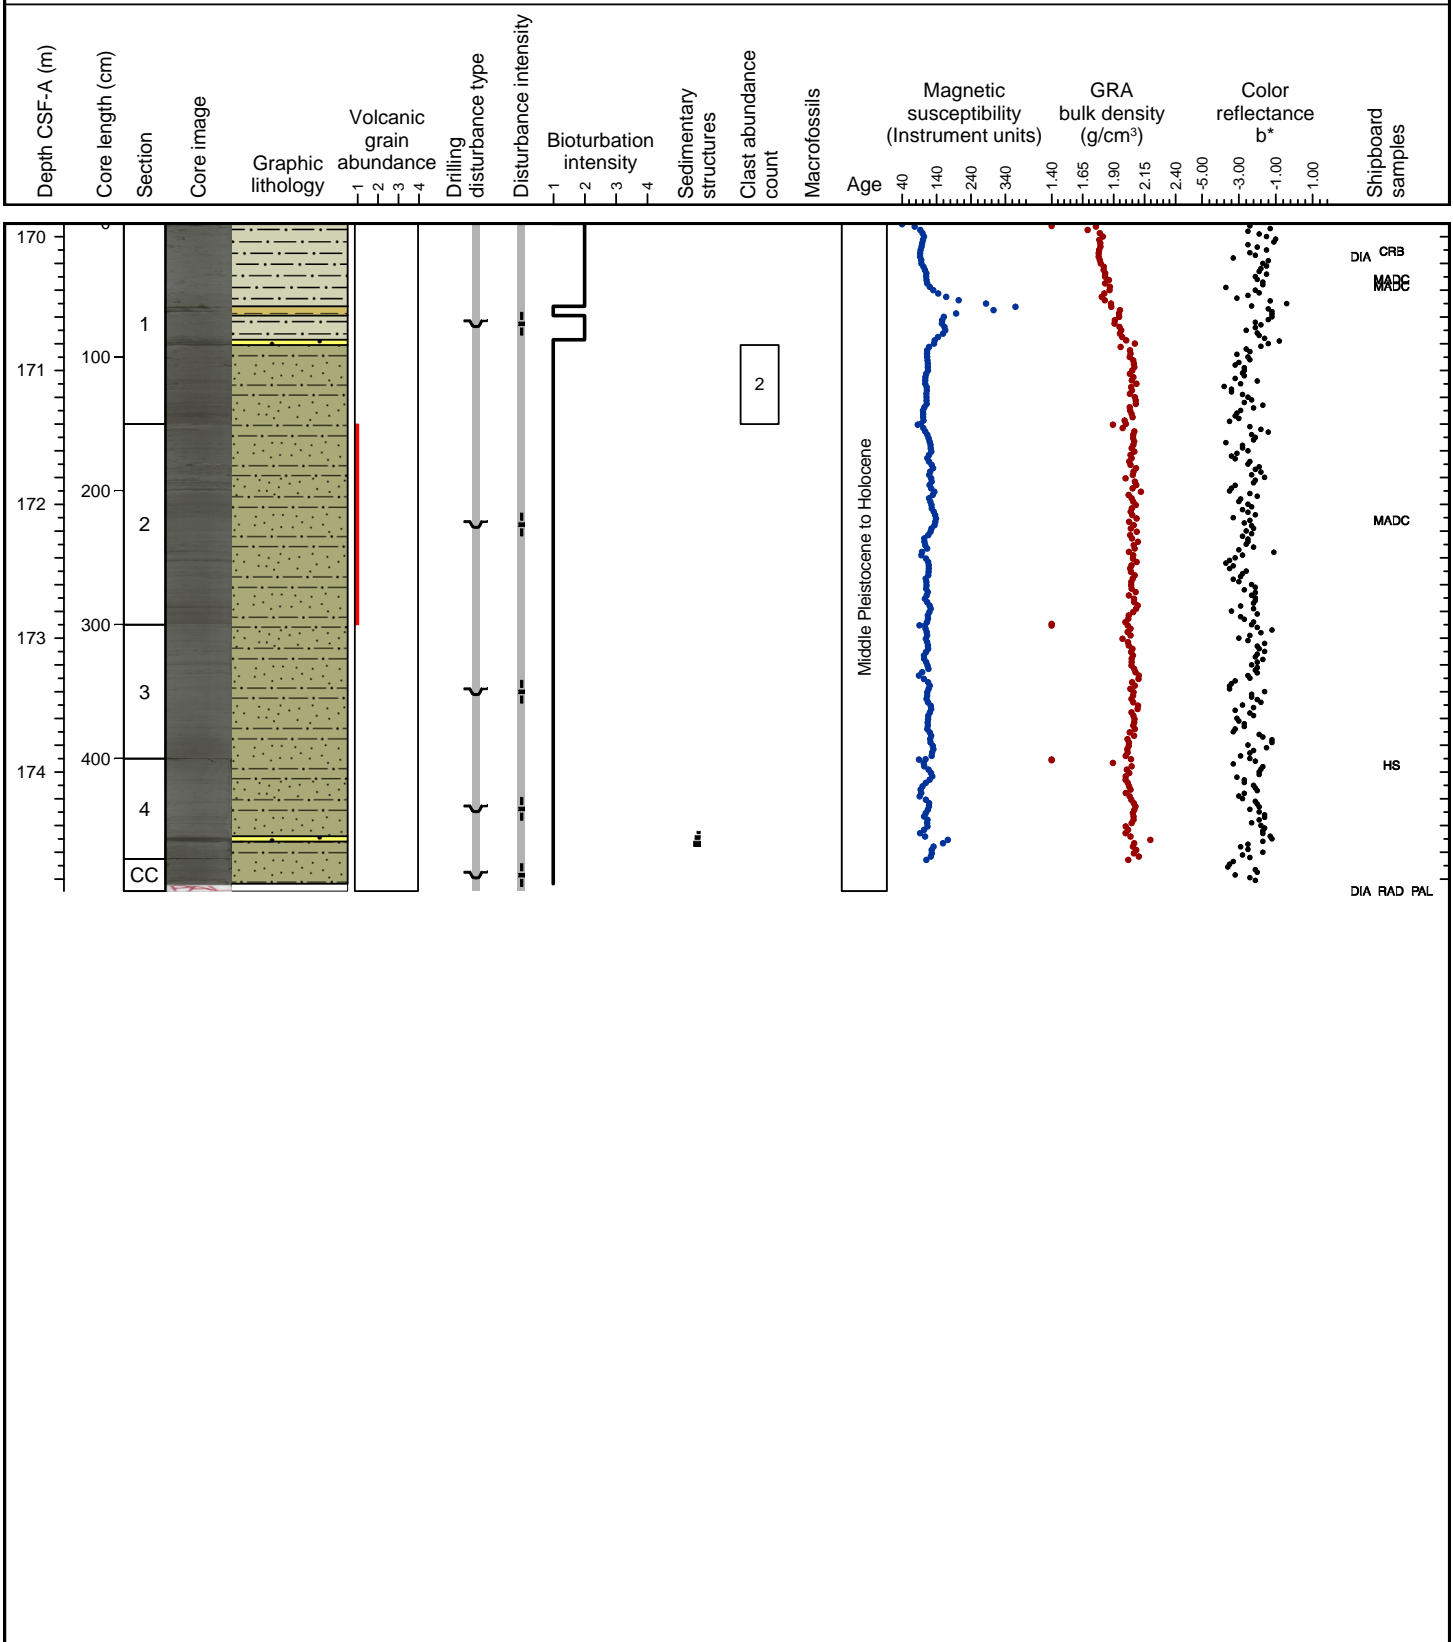 Depth CSF-A (m)
Core length (cm)
Section
Core image
Graphic
lithology
Volcanic
grain
abundance
1 2 3 4
Drilling
disturbance type
Disturbance intensity
Bioturbation
intensity
1 2 3 4
Sedimentary
structures
Clast abundance
count
Macrofossils
Age
Magnetic
susceptibility
(Instrument units)
40 140 240 340
GRA
bulk density
(g/cm³)
1.40 1.65 1.90 2.15 2.40
Color
reflectance
b*
-5.00 -3.00 -1.00 1.00
Shipboard
samples
170
171
172
173
174
0
100
200
300
400
1
2
3
4
CC
2
Middle Pleistocene to Holocene
DIA CRB
MADC
MADC
MADC
HS
DIA RAD PAL